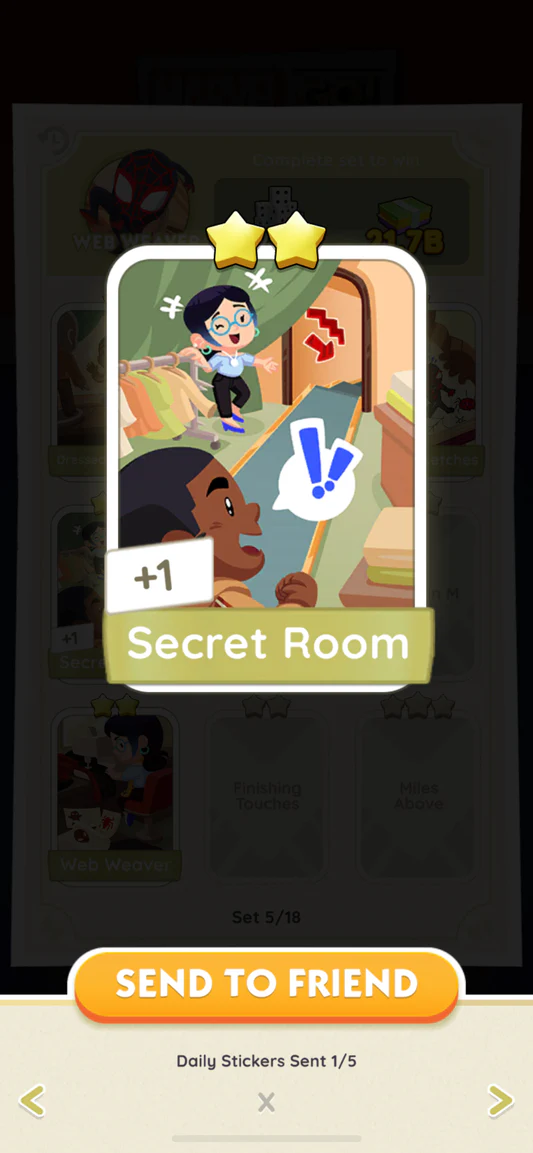 Complete set to win
WEB WEAVER
21.7B
+1
Secret Room
+1
Web Weaver
Finishing
Touches
Miles
Above
Set 5/18
SEND TO FRIEND
Daily Stickers Sent 1/5
X